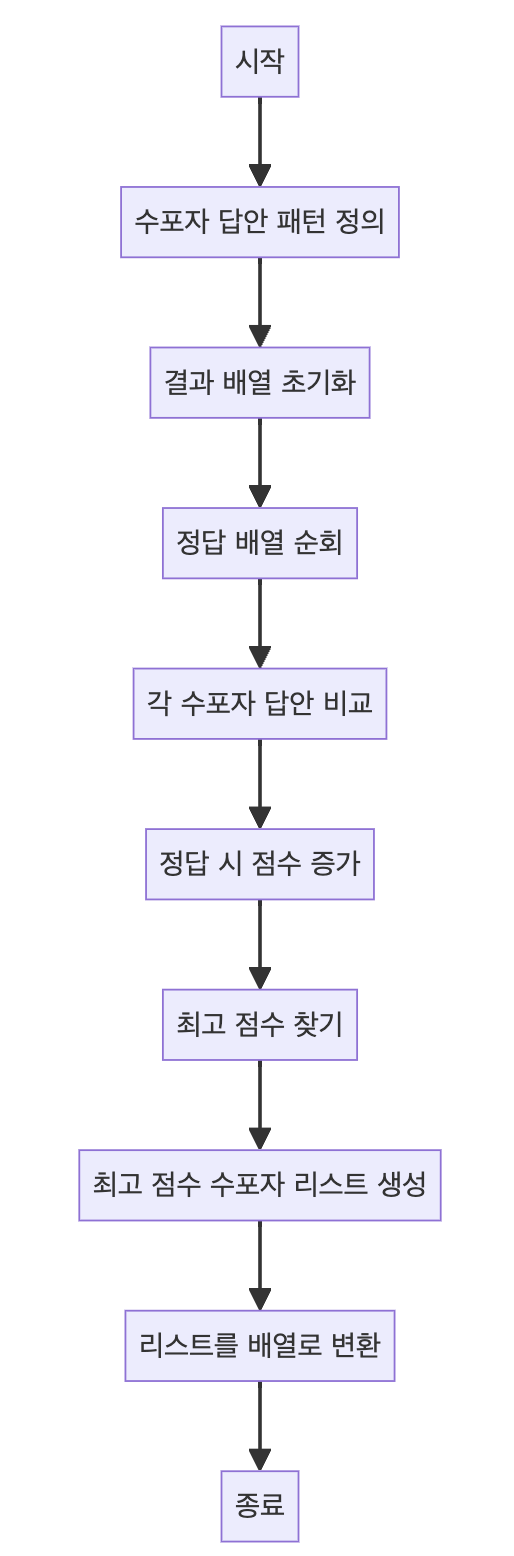 시작
수포자 답안 패턴 정의
결과 배열 초기화
정답 배열 순회
각 수포자 답안 비교
정답 시 점수 증가
최고 점수 찾기
최고 점수 수포자 리스트 생성
리스트를 배열로 변환
종료